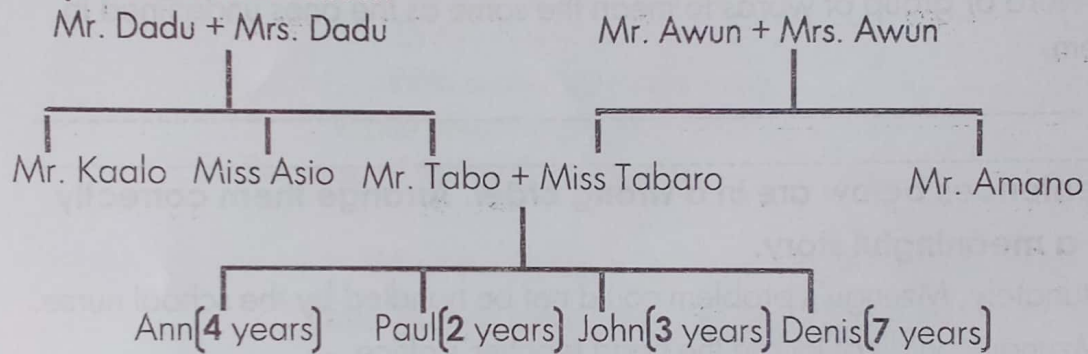 Mr. Dadu + Mrs. Dadu Mr. Awun + Mrs. Awun
Mr. Kaalo Miss Asio Mr. Tabo + Miss Tabaro Mr. Amano
Ann(4 years) Paul(2 years) John(3 years) Denis(7 years)